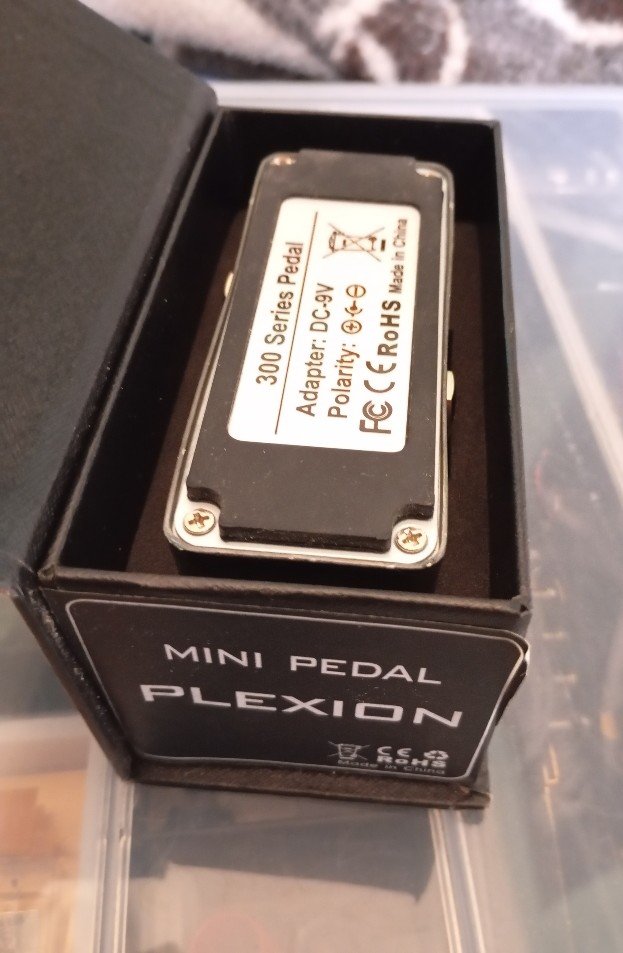 300 Series Pedal
Adapter: DC-9V
Polarity:
FC CE RoHS Made in China
MINI PEDAL
PLEXION
CE
RoHS
Made in China